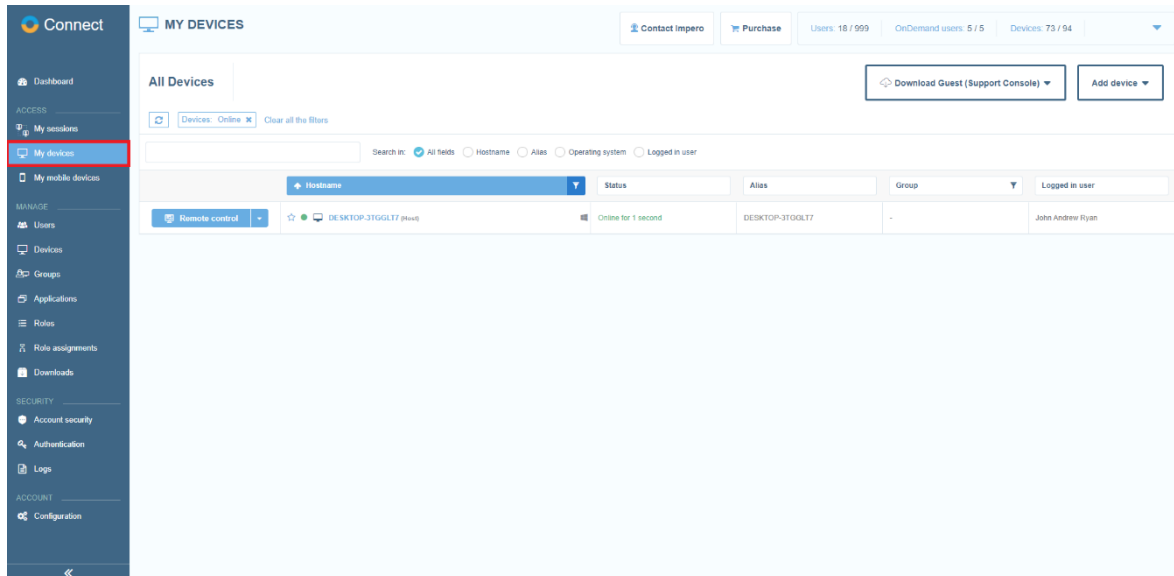 Connect
MY DEVICES
Contact Impero
Purchase
Users: 18 / 999
OnDemand users: 5 / 5
Devices: 73 / 94
Dashboard
ACCESS
My sessions
My devices
My mobile devices
MANAGE
Users
Devices
Groups
Applications
Roles
Role assignments
Downloads
SECURITY
Account security
Authentication
Logs
ACCOUNT
Configuration
All Devices
Download Guest (Support Console)
Add device
Devices: Online
Clear all the filters
Search in: All fields Hostname Alias Operating system Logged in user
Hostname Status Alias Group Logged in user
Remote control DESKTOP-3TGGLT7 (Host) Online for 1 second DESKTOP-3TGGLT7 - John Andrew Ryan